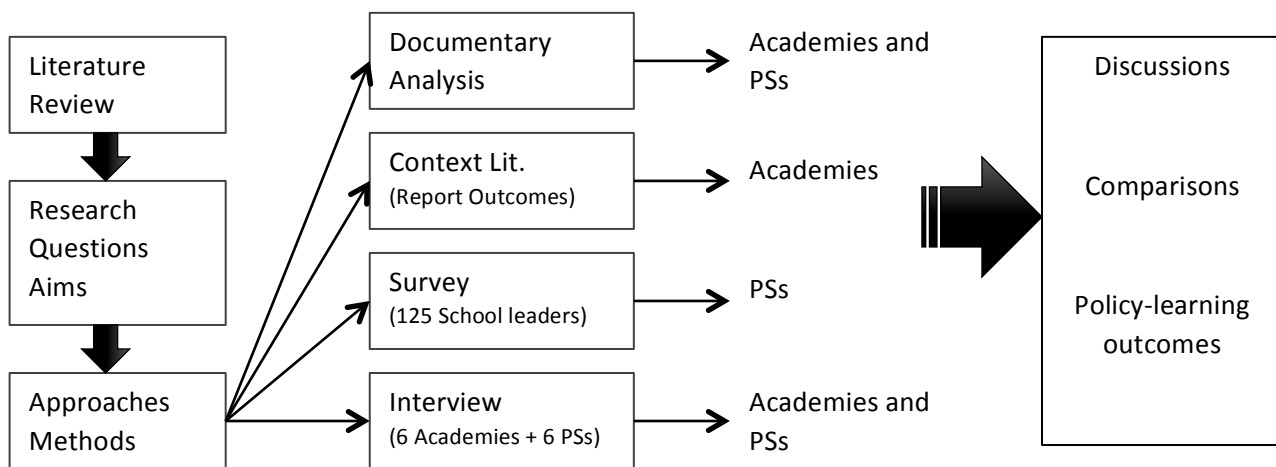 Literature
Review
Research
Questions
Aims
Approaches
Methods
Documentary
Analysis
Context Lit.
(Report Outcomes)
Survey
(125 School leaders)
Interview
(6 Academies + 6 PSs)
Academies and
PSs
Academies
PSs
Academies and
PSs
Discussions
Comparisons
Policy-learning
outcomes